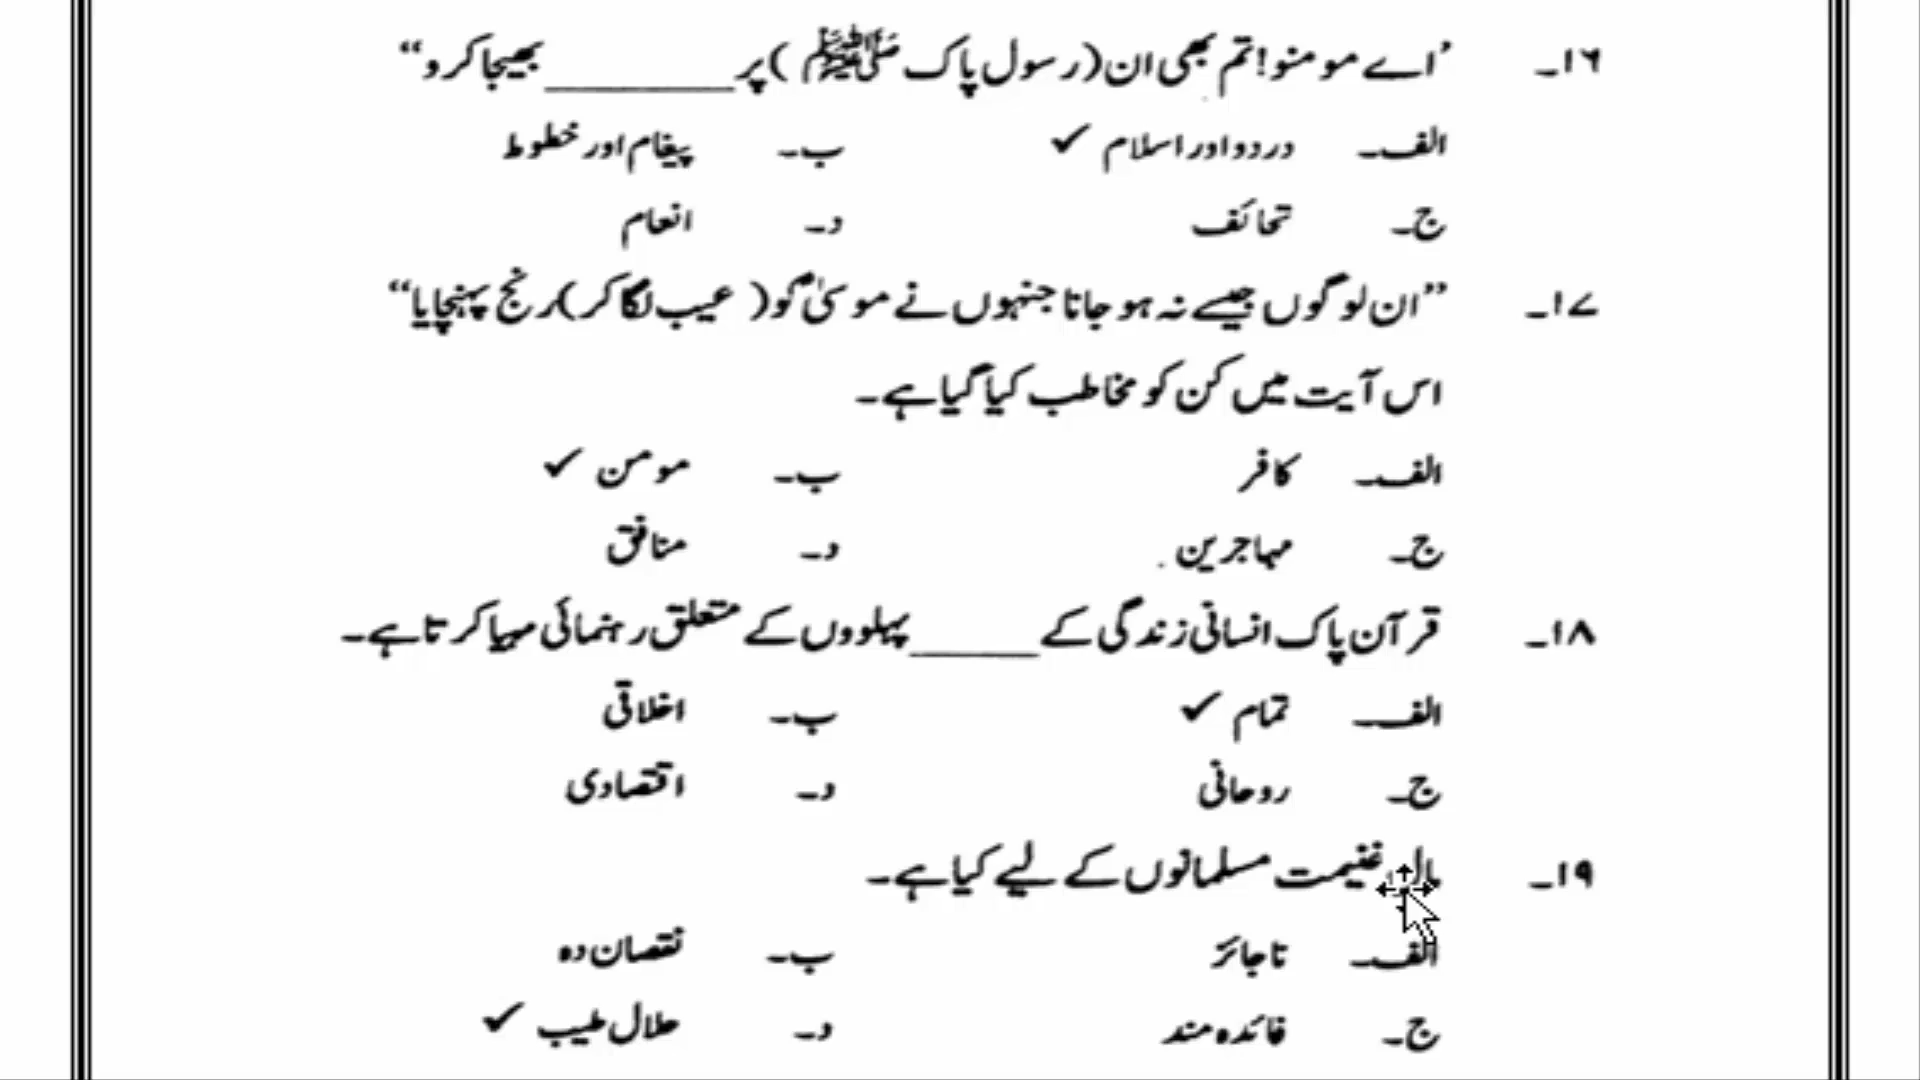 ۱۶۔ ’اے مومنو! تم بھی ان (رسول پاک ﷺ) پر ________ بھیجا کرو“
الف۔ دردو اور اسلام ✓ ب۔ پیغام اور خطوط
ج۔ تحائف د۔ انعام
۱۷۔ ”ان لوگوں جیسے نہ ہو جانا جنہوں نے موسیٰؑ کو (عیب لگا کر) رنج پہنچایا“
اس آیت میں کن کو مخاطب کیا گیا ہے۔
الف۔ کافر ب۔ مومن ✓
ج۔ مہاجرین د۔ منافق
۱۸۔ قرآن پاک انسانی زندگی کے ______ پہلووں کے متعلق رہنمائی مہیا کرتا ہے۔
الف۔ تمام ✓ ب۔ اخلاقی
ج۔ روحانی د۔ اقتصادی
۱۹۔ مالِ غنیمت مسلمانوں کے لیے کیا ہے۔
الف۔ ناجائز ب۔ نقصان دہ
ج۔ فائدہ مند د۔ حلال طیب ✓